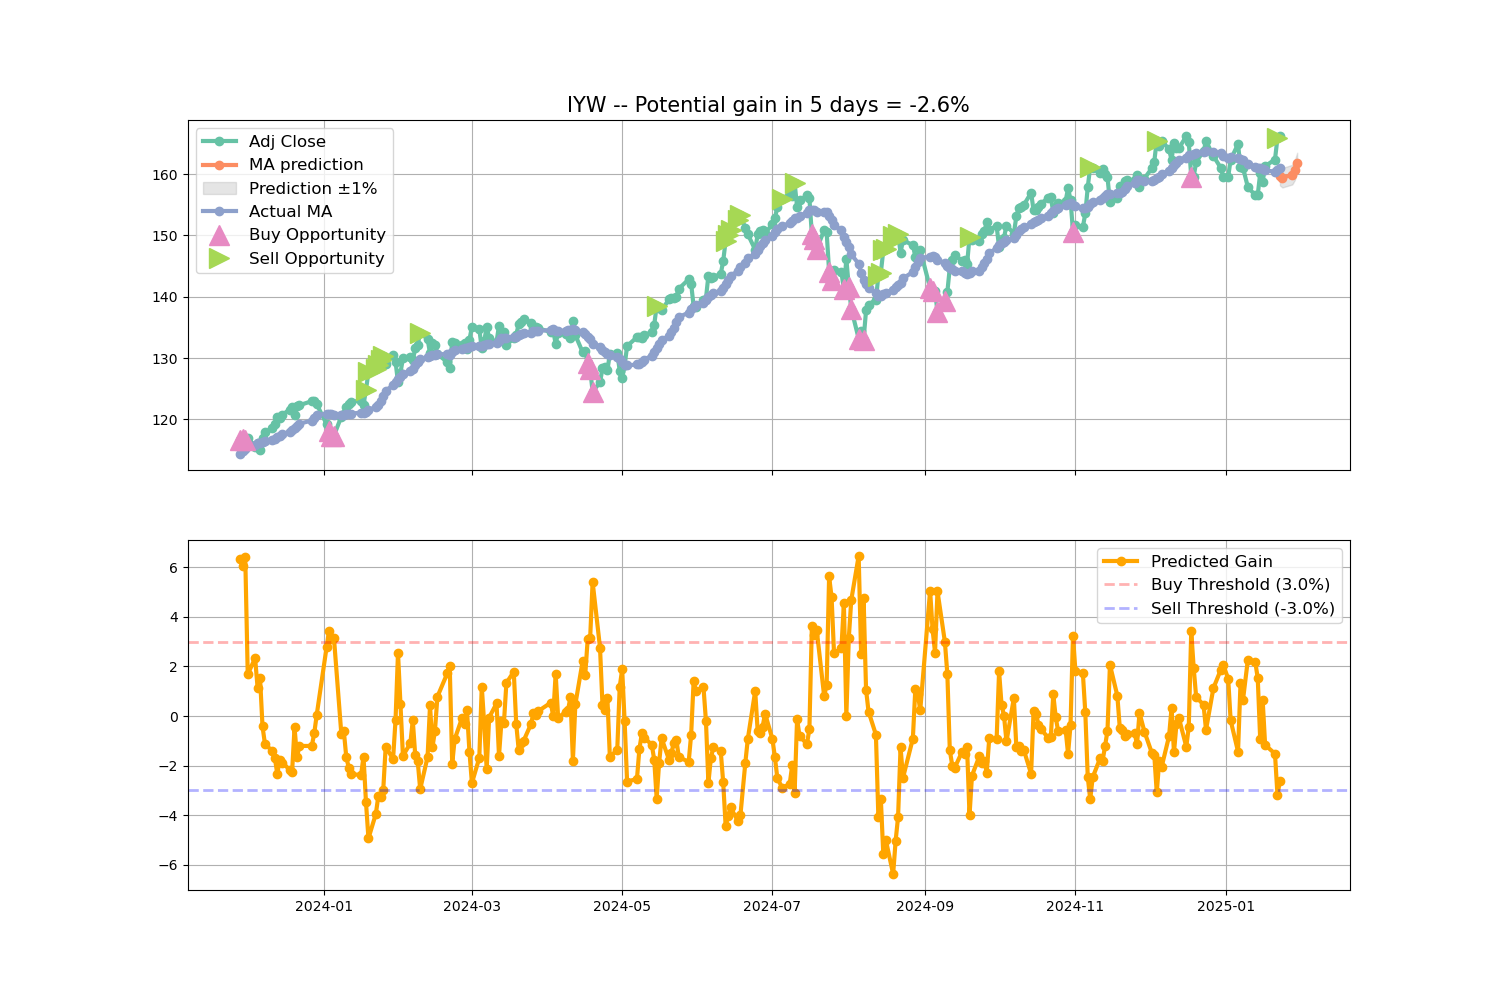 IYW -- Potential gain in 5 days = -2.6%
Adj Close
MA prediction
Prediction ±1%
Actual MA
Buy Opportunity
Sell Opportunity
160
150
140
130
120
Predicted Gain
Buy Threshold (3.0%)
Sell Threshold (-3.0%)
6
4
2
0
−2
−4
−6
2024-01
2024-03
2024-05
2024-07
2024-09
2024-11
2025-01